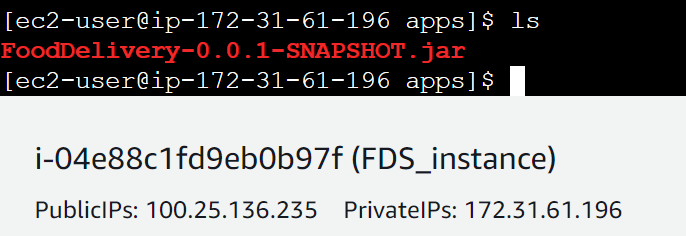 [ec2-user@ip-172-31-61-196 apps]$ ls
FoodDelivery-0.0.1-SNAPSHOT.jar
[ec2-user@ip-172-31-61-196 apps]$
i-04e88c1fd9eb0b97f (FDS_instance)
PublicIPs: 100.25.136.235 PrivateIPs: 172.31.61.196